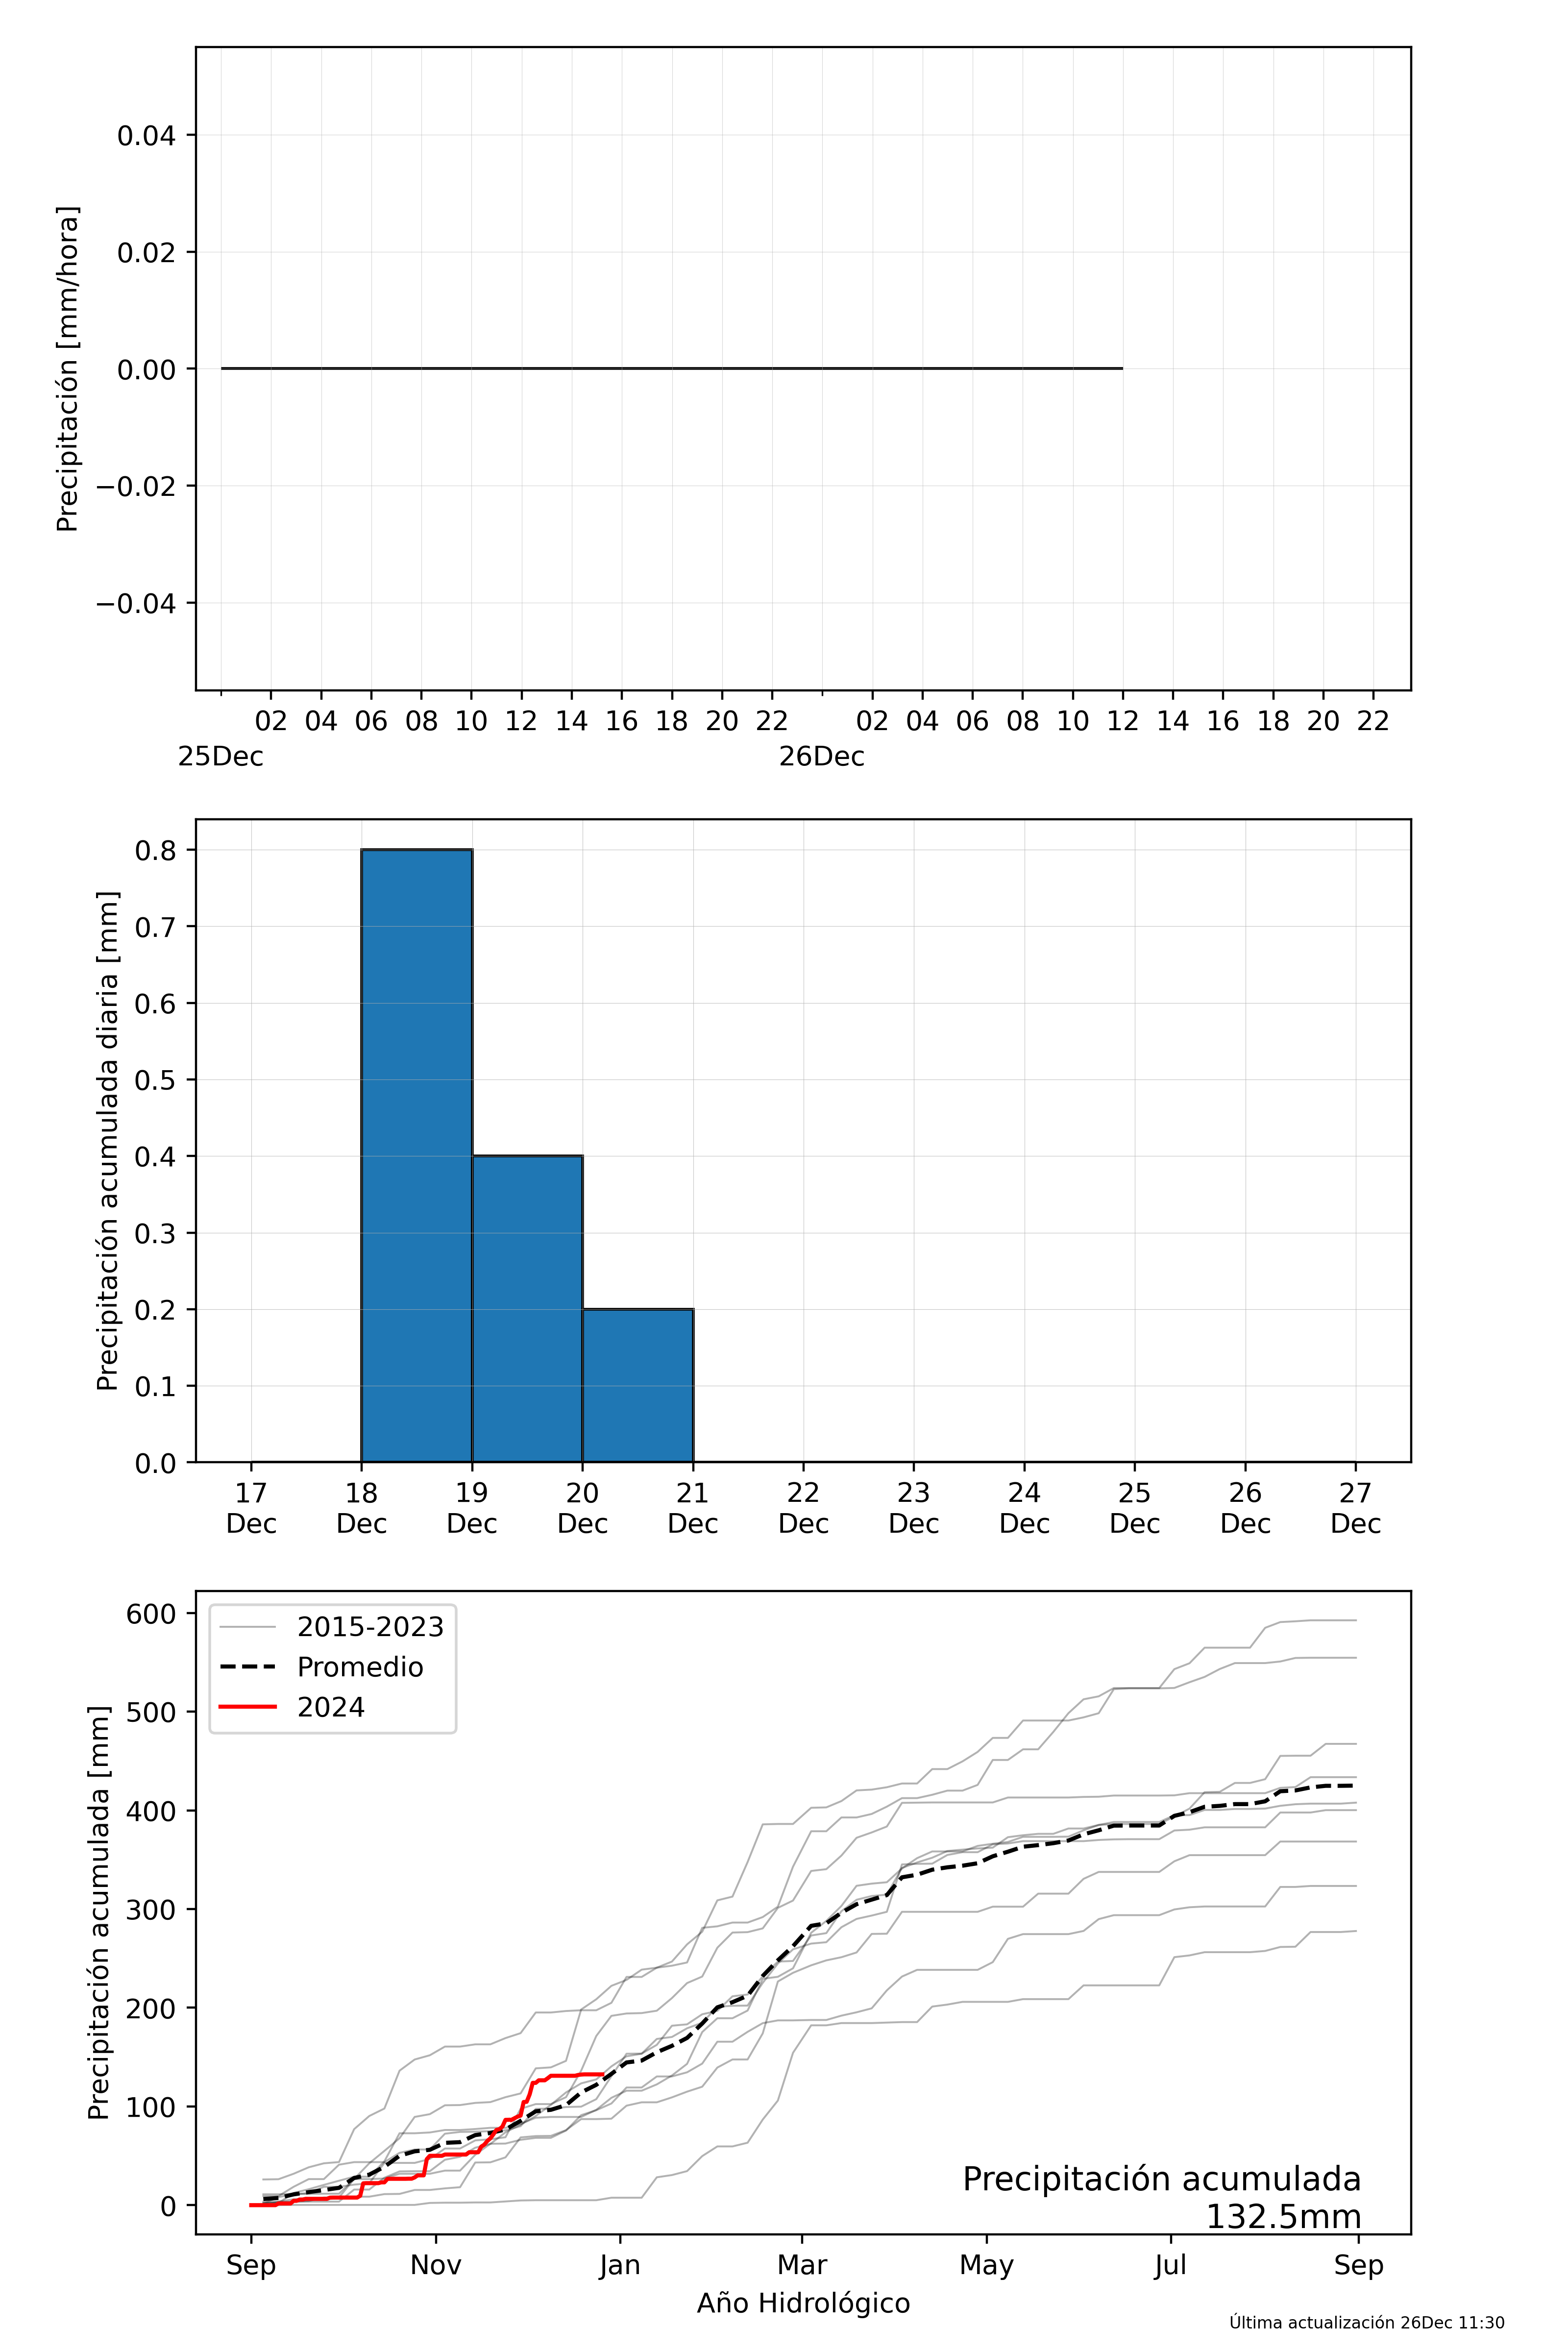 Precipitación [mm/hora]
0.04
0.02
0.00
−0.02
−0.04
02 04 06 08 10 12 14 16 18 20 22 02 04 06 08 10 12 14 16 18 20 22
25Dec 26Dec
Precipitación acumulada diaria [mm]
0.8
0.7
0.6
0.5
0.4
0.3
0.2
0.1
0.0
17 18 19 20 21 22 23 24 25 26 27
Dec Dec Dec Dec Dec Dec Dec Dec Dec Dec Dec
Precipitación acumulada [mm]
600
500
400
300
200
100
0
2015-2023
Promedio
2024
Precipitación acumulada
132.5mm
Sep Nov Jan Mar May Jul Sep
Año Hidrológico
Última actualización 26Dec 11:30